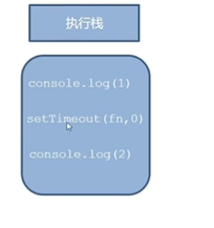 执行栈
console.log(1)
setTimeout(fn,0)
console.log(2)